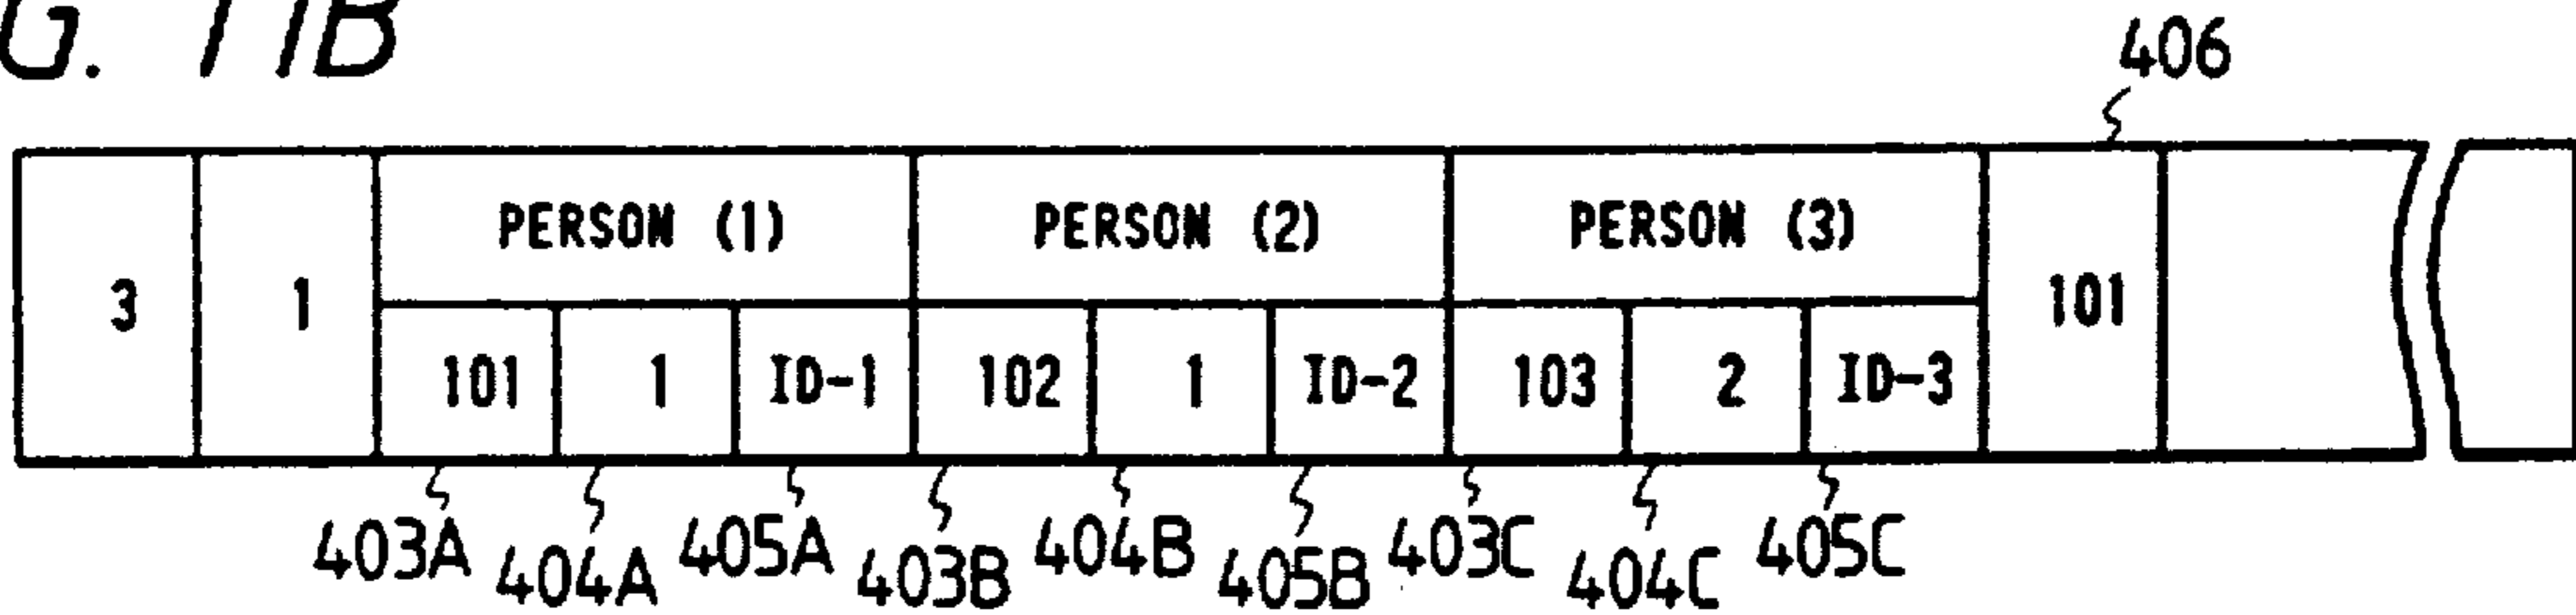 G. 11B
406
PERSON (1) PERSON (2) PERSON (3)
3 1 101
101 1 ID-1 102 1 ID-2 103 2 ID-3
403A 404A 405A 403B 404B 405B 403C 404C 405C